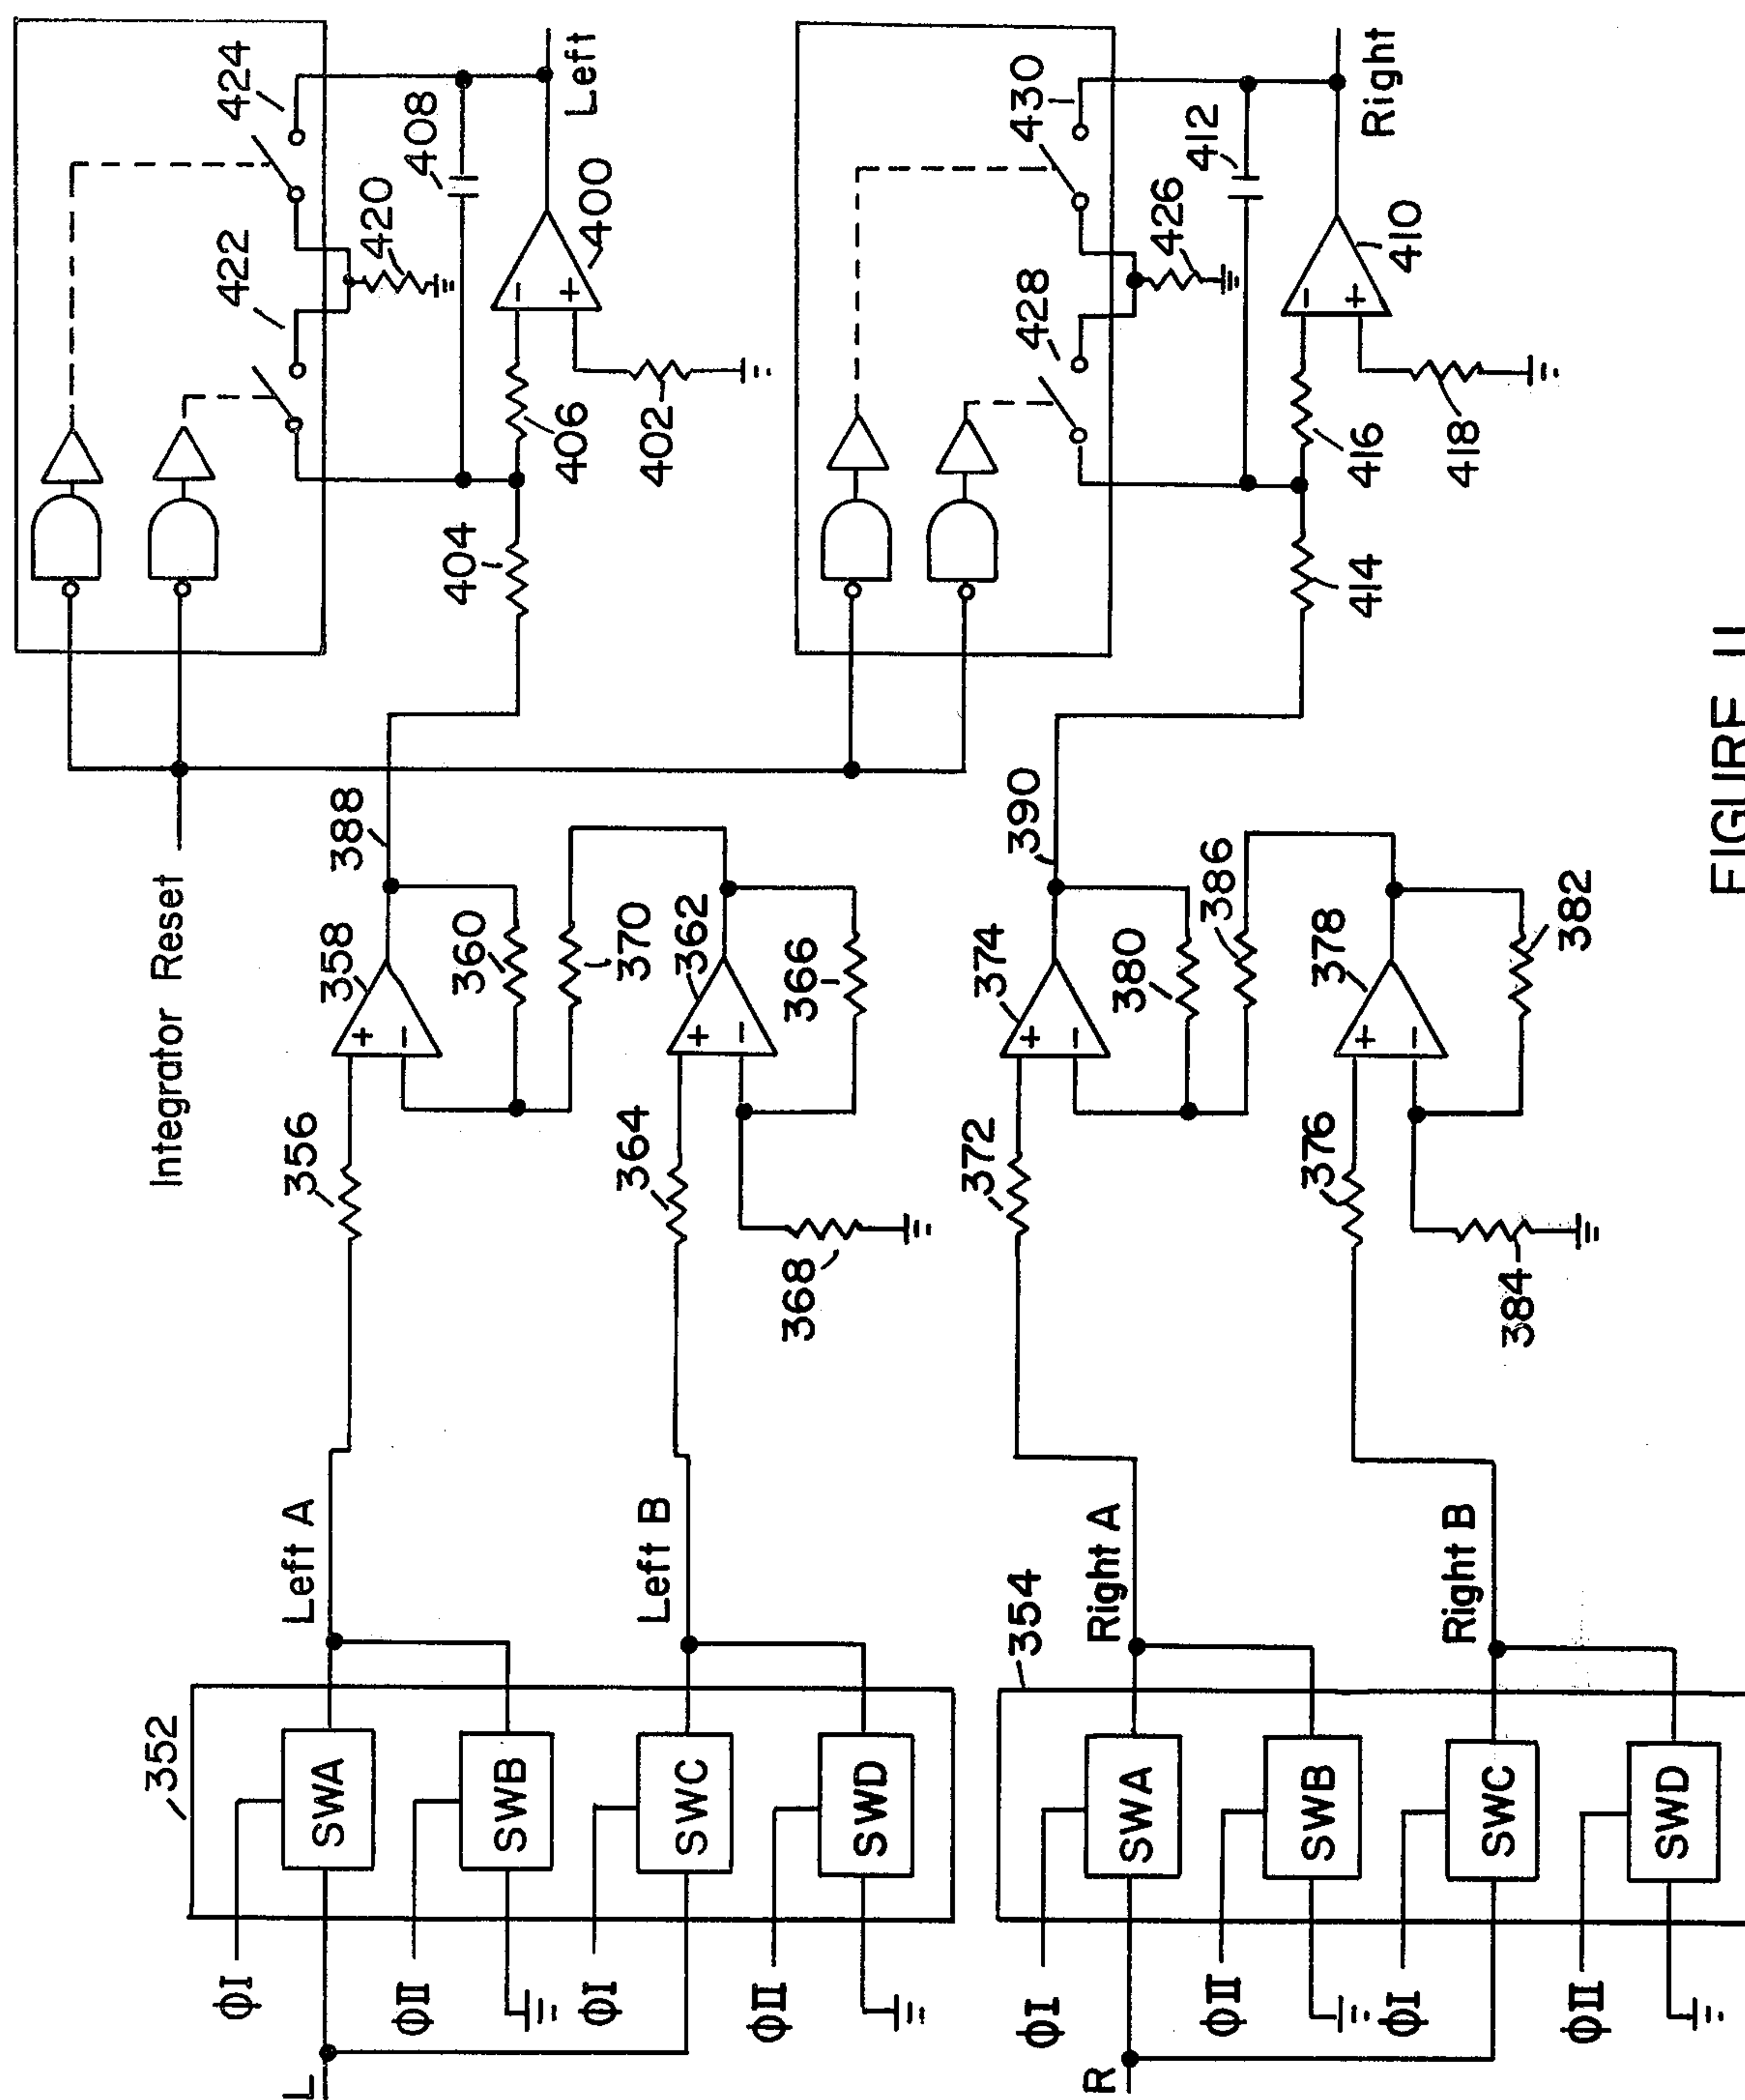 352
ΦI
SWA
ΦII
SWB
ΦI
SWC
ΦII
SWD
L
Left A
Left B
356
358
+
−
360
388
364
370
362
+
−
366
368
Integrator Reset
404
406
402
422
424
420
408
−
+
400
Left
354
ΦI
SWA
ΦII
SWB
ΦI
SWC
ΦII
SWD
R
Right A
Right B
372
374
+
−
380
390
386
376
378
+
−
382
384
414
416
418
428
430
426
412
−
+
410
Right
FIGURE 11